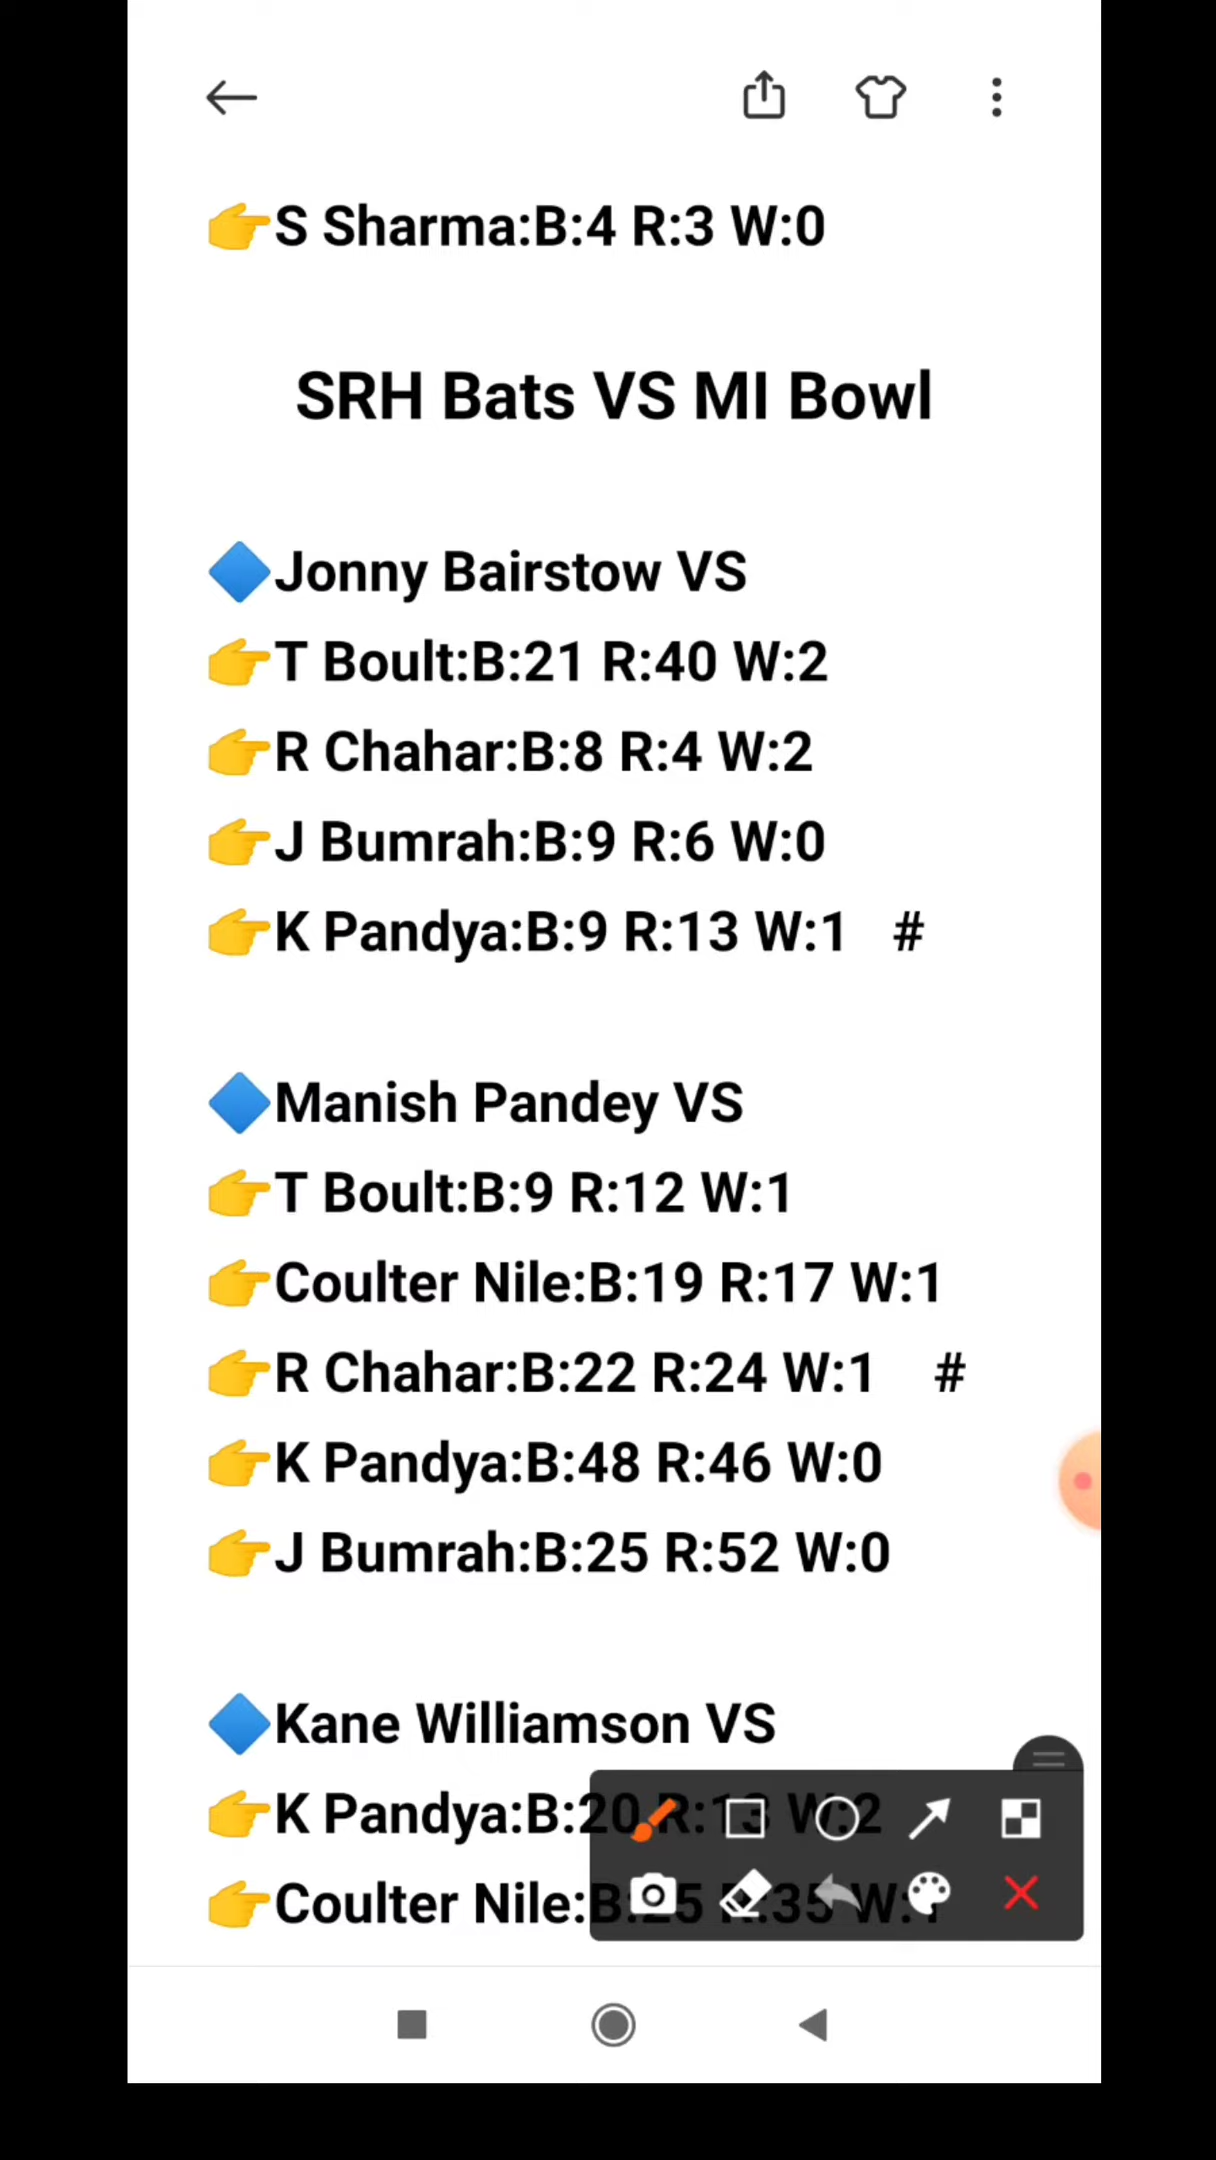 👉S Sharma:B:4 R:3 W:0
SRH Bats VS MI Bowl
🔷Jonny Bairstow VS
👉T Boult:B:21 R:40 W:2
👉R Chahar:B:8 R:4 W:2
👉J Bumrah:B:9 R:6 W:0
👉K Pandya:B:9 R:13 W:1 #
🔷Manish Pandey VS
👉T Boult:B:9 R:12 W:1
👉Coulter Nile:B:19 R:17 W:1
👉R Chahar:B:22 R:24 W:1 #
👉K Pandya:B:48 R:46 W:0
👉J Bumrah:B:25 R:52 W:0
🔷Kane Williamson VS
👉K Pandya:B:20 R:13 W:2
👉Coulter Nile: